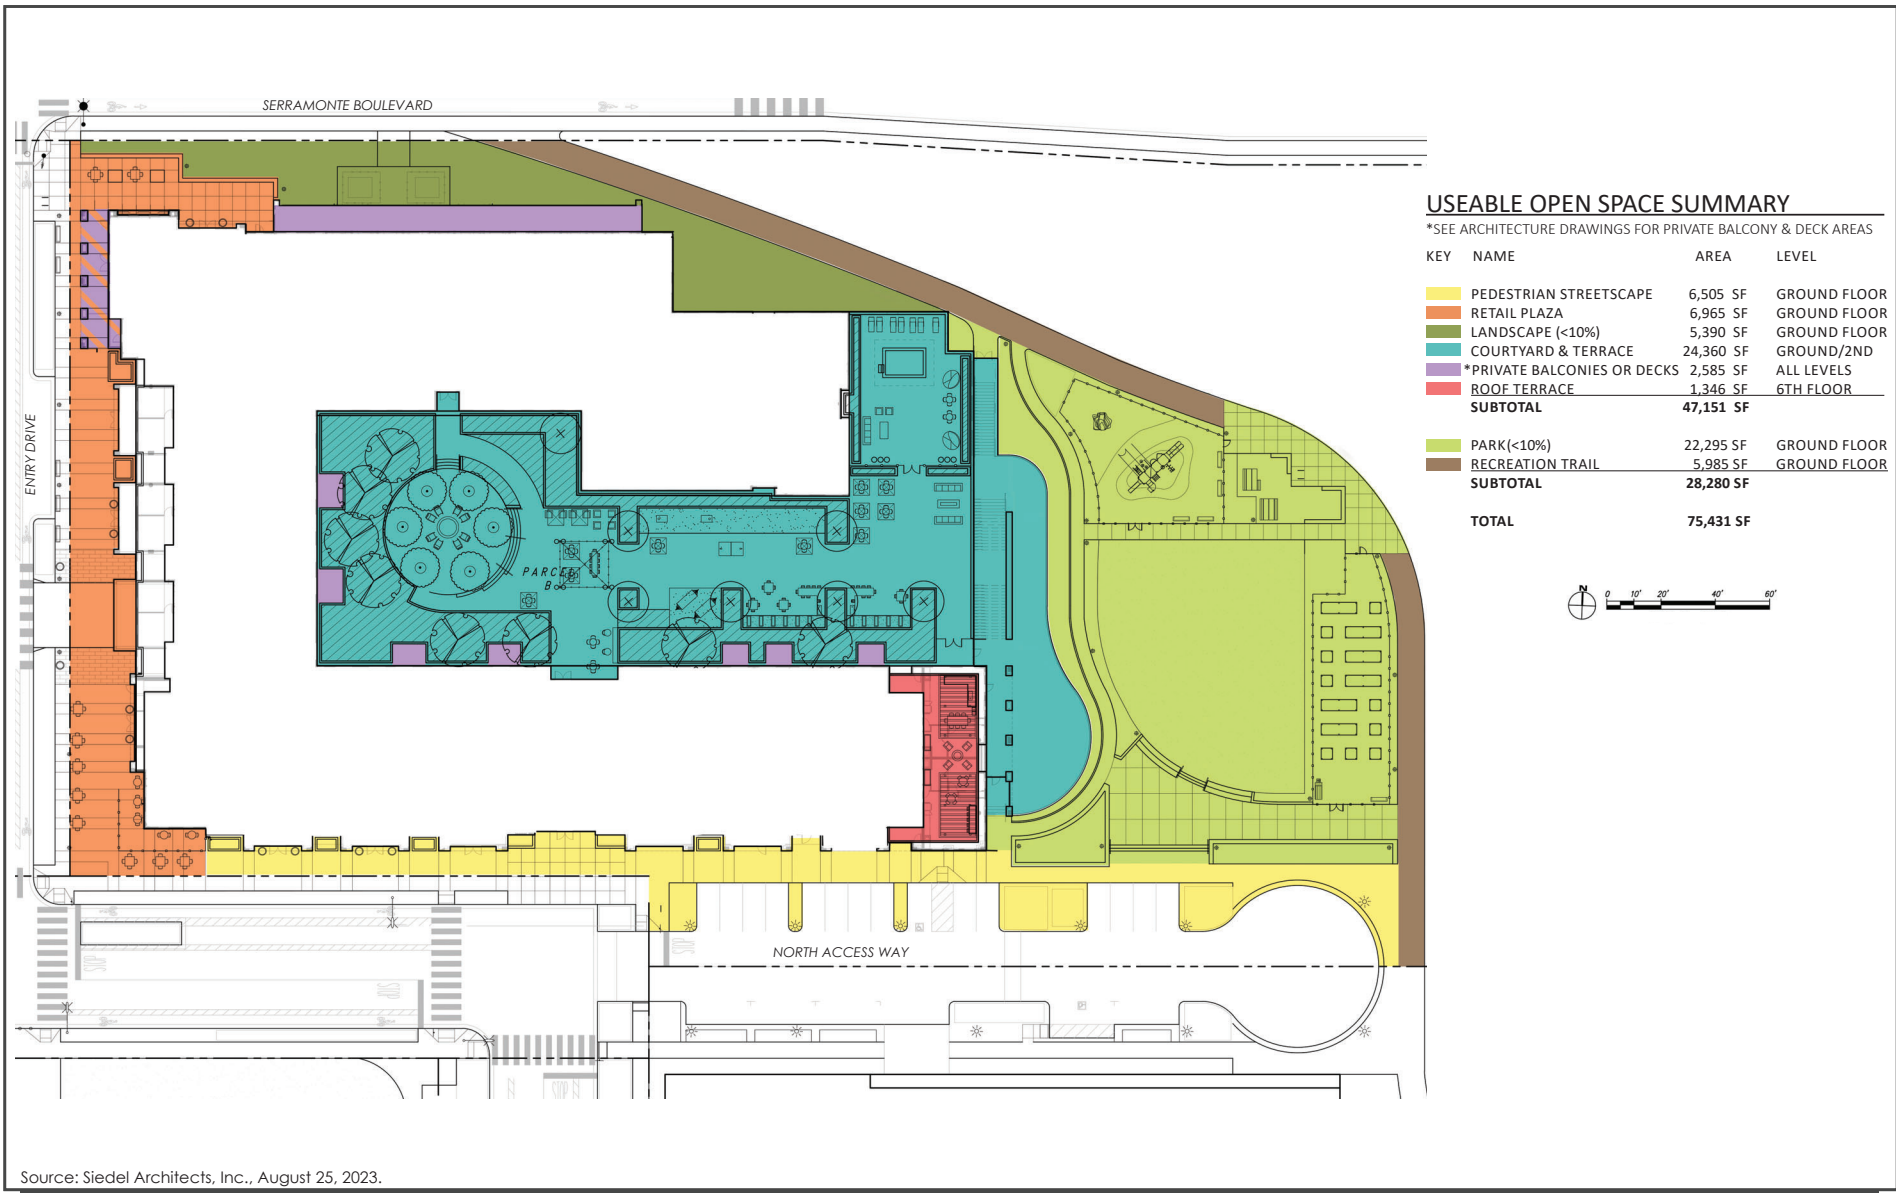 SERRAMONTE BOULEVARD
USEABLE OPEN SPACE SUMMARY
*SEE ARCHITECTURE DRAWINGS FOR PRIVATE BALCONY & DECK AREAS
KEY NAME AREA LEVEL
PEDESTRIAN STREETSCAPE 6,505 SF GROUND FLOOR
RETAIL PLAZA 6,965 SF GROUND FLOOR
LANDSCAPE (<10%) 5,390 SF GROUND FLOOR
COURTYARD & TERRACE 24,360 SF GROUND/2ND
*PRIVATE BALCONIES OR DECKS 2,585 SF ALL LEVELS
ROOF TERRACE 1,346 SF 6TH FLOOR
SUBTOTAL 47,151 SF
PARK(<10%) 22,295 SF GROUND FLOOR
RECREATION TRAIL 5,985 SF GROUND FLOOR
SUBTOTAL 28,280 SF
TOTAL 75,431 SF
ENTRY DRIVE
PARCEL
B
N
0 10' 20' 40' 60'
NORTH ACCESS WAY
STOP
STOP
STOP
STOP
Source: Siedel Architects, Inc., August 25, 2023.